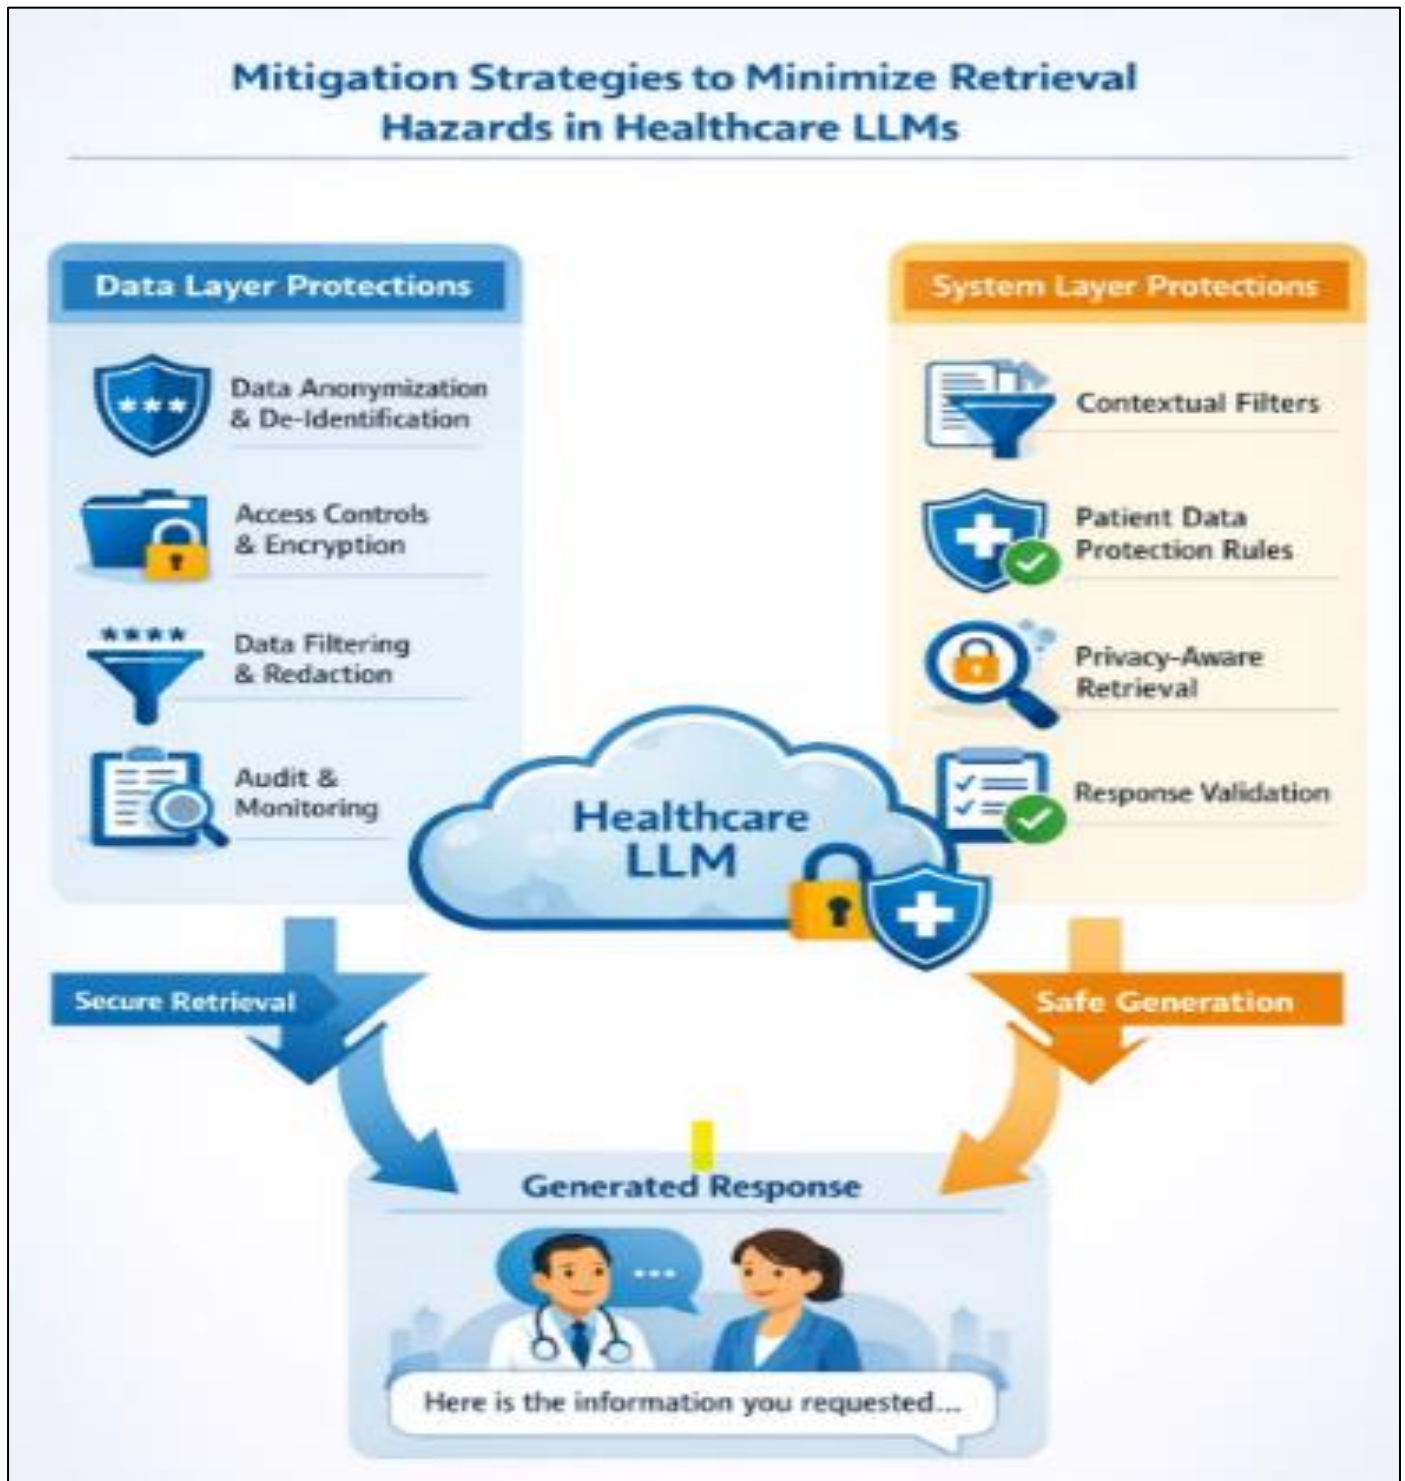 Mitigation Strategies to Minimize Retrieval
Hazards in Healthcare LLMs
Data Layer Protections
Data Anonymization
& De-Identification
Access Controls
& Encryption
****
Data Filtering
& Redaction
Audit &
Monitoring
System Layer Protections
Contextual Filters
Patient Data
Protection Rules
Privacy-Aware
Retrieval
Response Validation
Healthcare
LLM
Secure Retrieval
Safe Generation
Generated Response
Here is the information you requested...